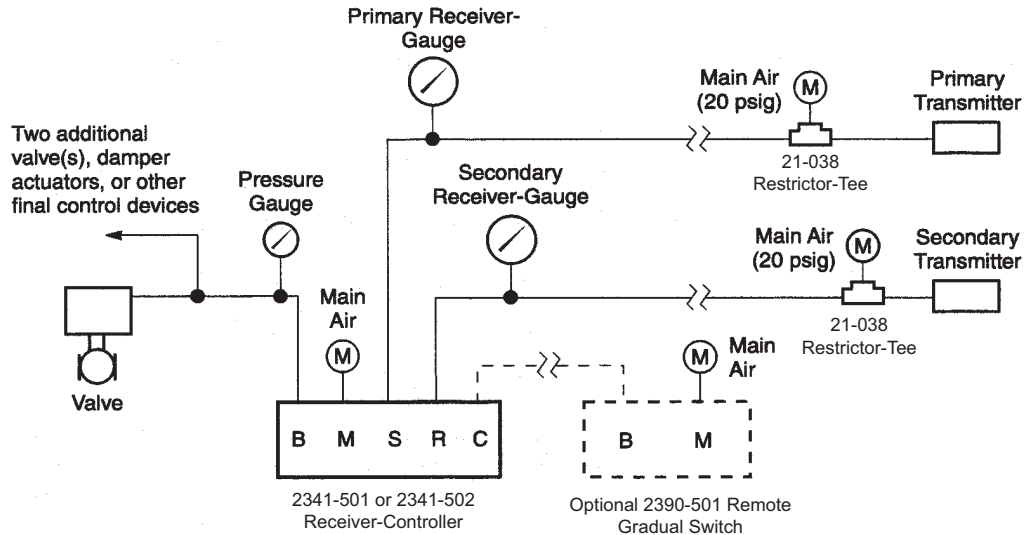 Primary Receiver-
Gauge
Main Air
(20 psig)
M
Primary
Transmitter
21-038
Restrictor-Tee
Two additional
valve(s), damper
actuators, or other
final control devices
Pressure
Gauge
Secondary
Receiver-Gauge
Main Air
(20 psig)
M
Secondary
Transmitter
21-038
Restrictor-Tee
Main
Air
M
M
Main
Air
Valve
B M S R C
B M
2341-501 or 2341-502
Receiver-Controller
Optional 2390-501 Remote
Gradual Switch